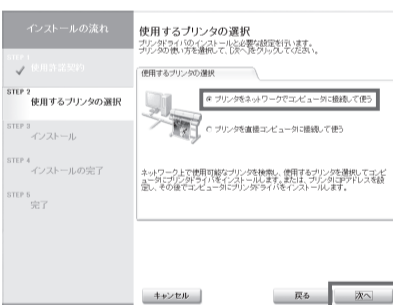 インストールの流れ
STEP 1
使用許諾契約
STEP 2
使用するプリンタの選択
STEP 3
インストール
STEP 4
インストールの完了
STEP 5
完了
使用するプリンタの選択
プリンタドライバのインストールと必要な設定を行います。
プリンタの使い方を選択して、[次へ]をクリックしてください。
使用するプリンタの選択
プリンタをネットワークでコンピュータに接続して使う
プリンタを直接コンピュータに接続して使う
ネットワーク上で使用可能なプリンタを検索し、使用するプリンタを選択してコンピ
ュータにプリンタドライバをインストールします。または、プリンタにIPアドレスを設
定し、その後でコンピュータにプリンタドライバをインストールします。
キャンセル
戻る
次へ